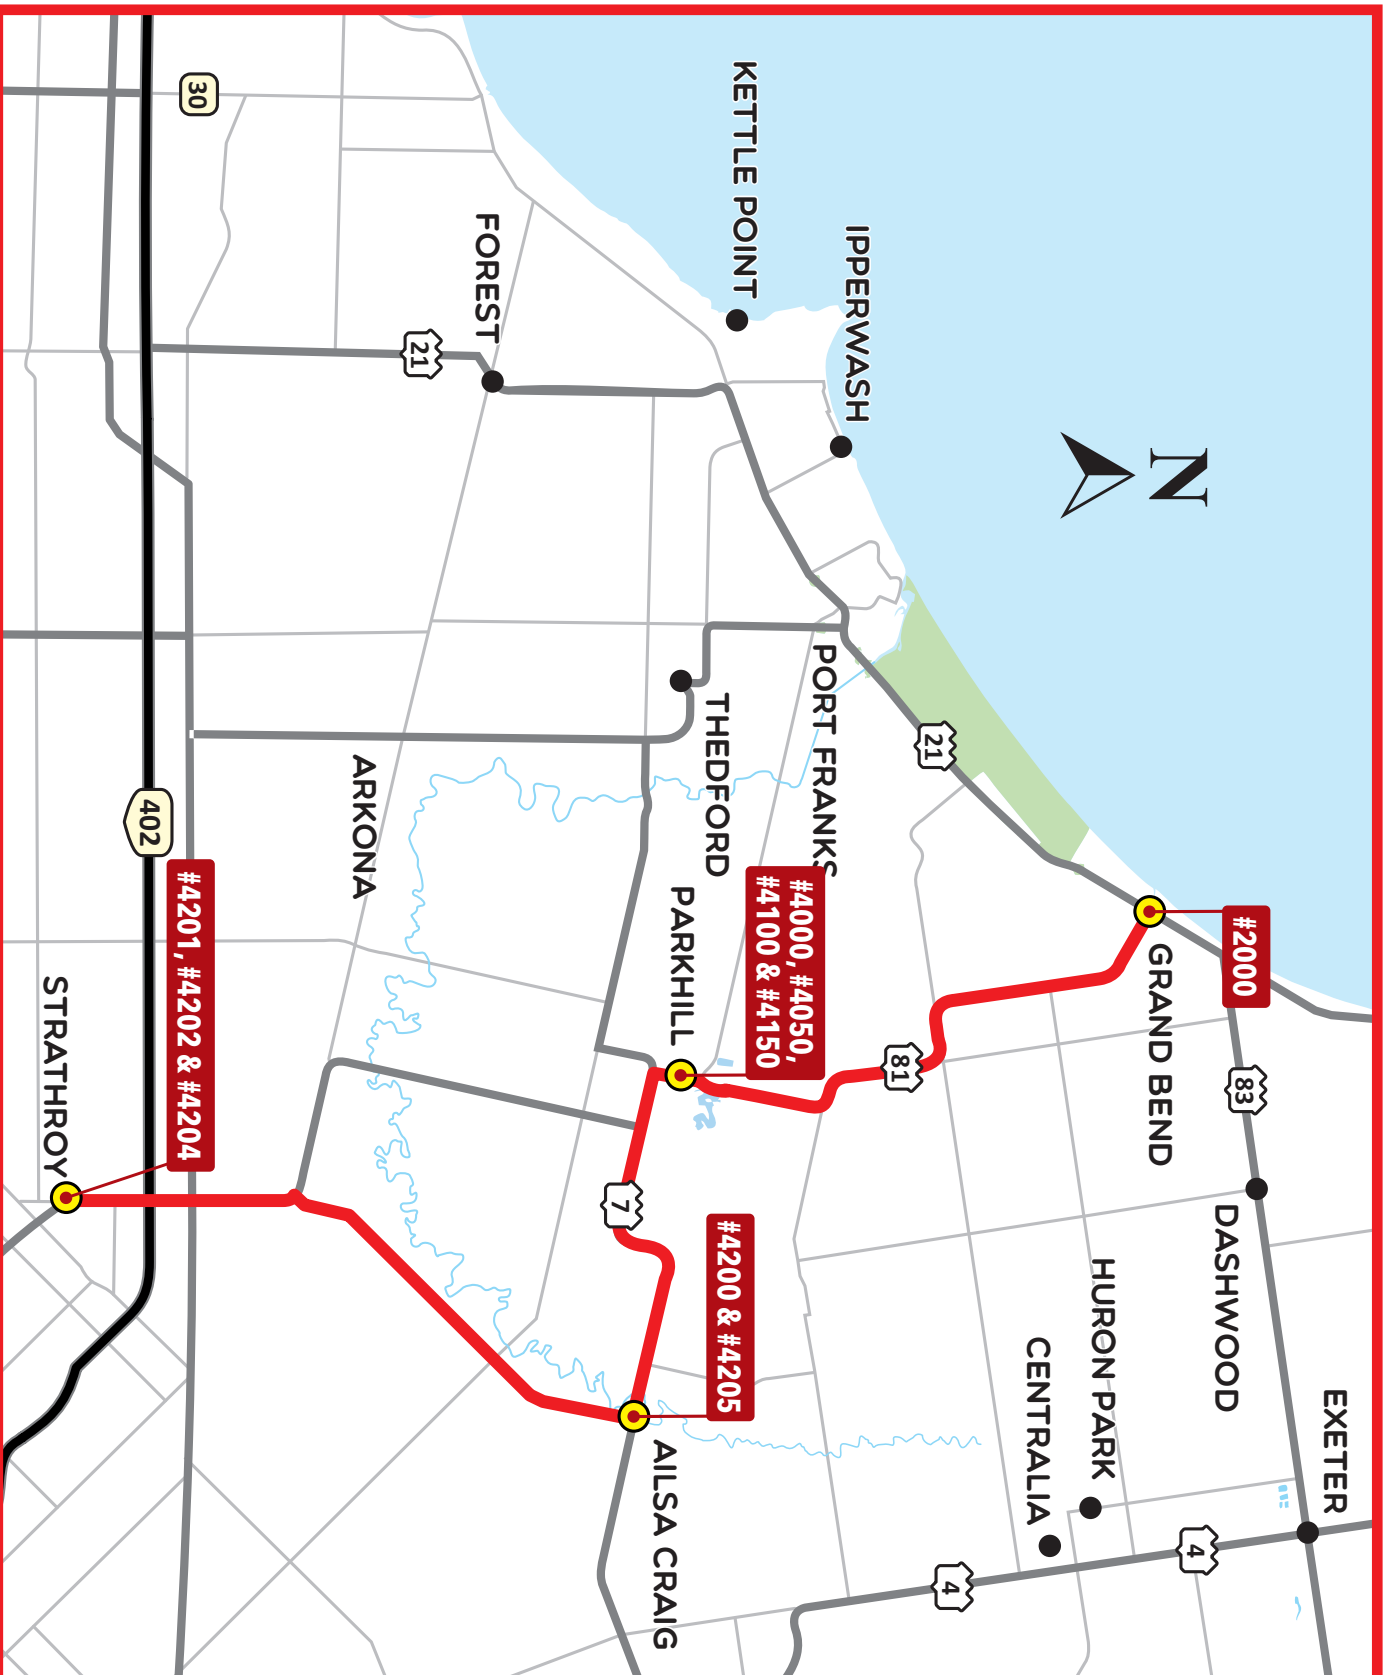 #2000
GRAND BEND
83
DASHWOOD
EXETER
N
IPPERWASH
KETTLE POINT
21
PORT FRANKS
#4000, #4050,
#4100 & #4150
81
HURON PARK
CENTRALIA
4
4
THEDFORD
PARKHILL
#4200 & #4205
7
AILSA CRAIG
FOREST
21
ARKONA
30
402
#4201, #4202 & #4204
STRATHROY